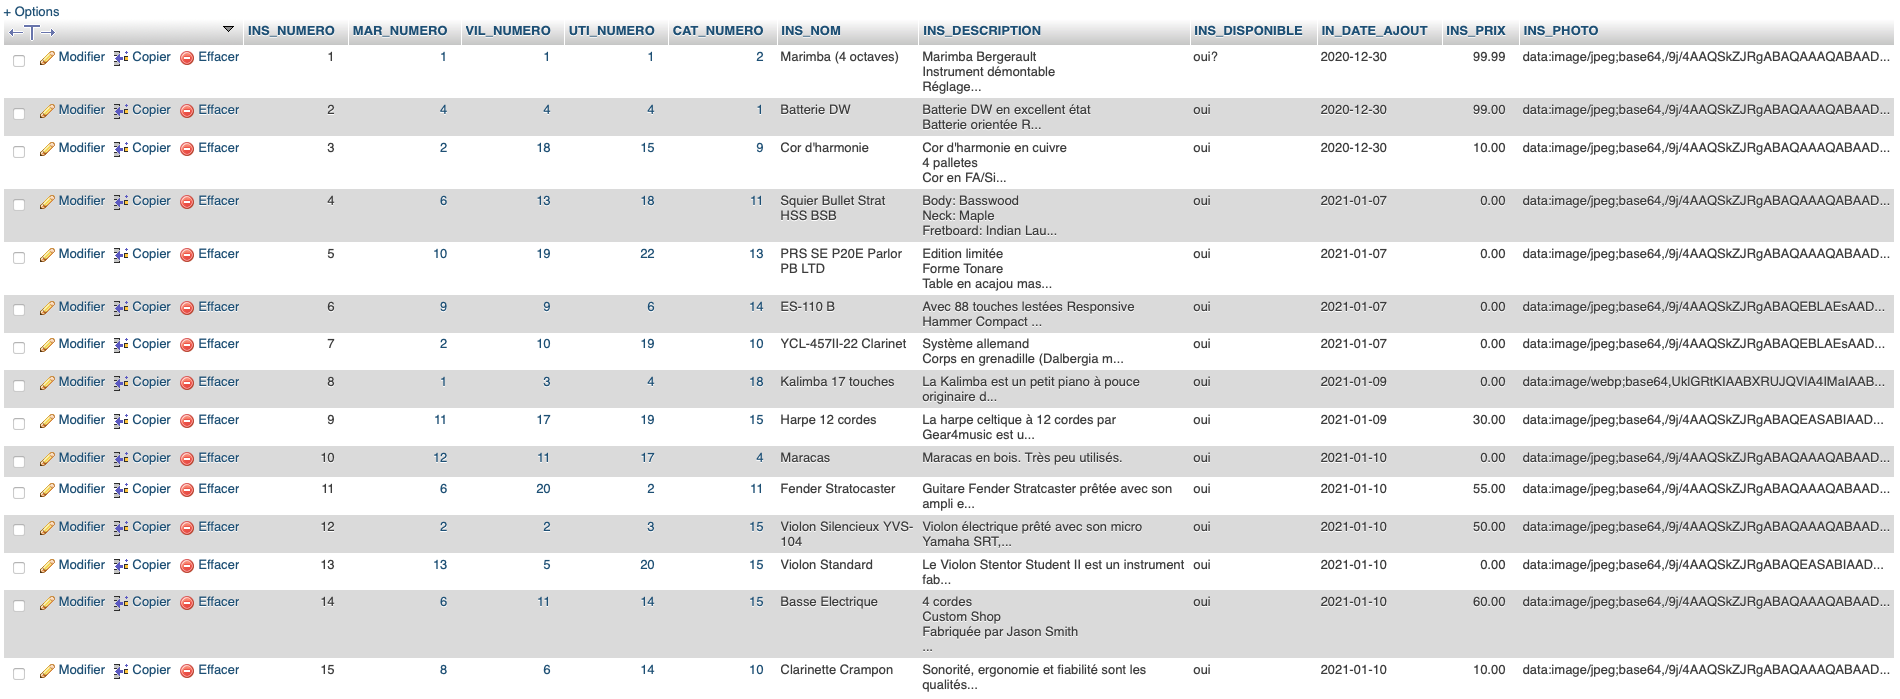 + Options
←T→ INS_NUMERO MAR_NUMERO VIL_NUMERO UTI_NUMERO CAT_NUMERO INS_NOM INS_DESCRIPTION INS_DISPONIBLE IN_DATE_AJOUT INS_PRIX INS_PHOTO
Modifier Copier Effacer 1 1 1 1 2 Marimba (4 octaves) Marimba Bergerault oui? 2020-12-30 99.99 data:image/jpeg;base64,/9j/4AAQSkZJRgABAQAAAQABAAD...
Instrument démontable
Réglage...
Modifier Copier Effacer 2 4 4 4 1 Batterie DW Batterie DW en excellent état oui 2020-12-30 99.00 data:image/jpeg;base64,/9j/4AAQSkZJRgABAQAAAQABAAD...
Batterie orientée R...
Modifier Copier Effacer 3 2 18 15 9 Cor d'harmonie Cor d'harmonie en cuivre oui 2020-12-30 10.00 data:image/jpeg;base64,/9j/4AAQSkZJRgABAQAAAQABAAD...
4 palletes
Cor en FA/Si...
Modifier Copier Effacer 4 6 13 18 11 Squier Bullet Strat Body: Basswood oui 2021-01-07 0.00 data:image/jpeg;base64,/9j/4AAQSkZJRgABAQAAAQABAAD...
HSS BSB Neck: Maple
Fretboard: Indian Lau...
Modifier Copier Effacer 5 10 19 22 13 PRS SE P20E Parlor Edition limitée oui 2021-01-07 0.00 data:image/jpeg;base64,/9j/4AAQSkZJRgABAQAAAQABAAD...
PB LTD Forme Tonare
Table en acajou mas...
Modifier Copier Effacer 6 9 9 6 14 ES-110 B Avec 88 touches lestées Responsive oui 2021-01-07 0.00 data:image/jpeg;base64,/9j/4AAQSkZJRgABAQEBLAEsAAD...
Hammer Compact ...
Modifier Copier Effacer 7 2 10 19 10 YCL-457II-22 Clarinet Système allemand oui 2021-01-07 0.00 data:image/jpeg;base64,/9j/4AAQSkZJRgABAQEBLAEsAAD...
Corps en grenadille (Dalbergia m...
Modifier Copier Effacer 8 1 3 4 18 Kalimba 17 touches La Kalimba est un petit piano à pouce oui 2021-01-09 0.00 data:image/webp;base64,UklGRtKIAABXRUJQVlA4IMaIAAB...
originaire d...
Modifier Copier Effacer 9 11 17 19 15 Harpe 12 cordes La harpe celtique à 12 cordes par oui 2021-01-09 30.00 data:image/jpeg;base64,/9j/4AAQSkZJRgABAQEASABIAAD...
Gear4music est u...
Modifier Copier Effacer 10 12 11 17 4 Maracas Maracas en bois. Très peu utilisés. oui 2021-01-10 0.00 data:image/jpeg;base64,/9j/4AAQSkZJRgABAQAAAQABAAD...
Modifier Copier Effacer 11 6 20 2 11 Fender Stratocaster Guitare Fender Stratcaster prêtée avec son oui 2021-01-10 55.00 data:image/jpeg;base64,/9j/4AAQSkZJRgABAQAAAQABAAD...
ampli e...
Modifier Copier Effacer 12 2 2 3 15 Violon Silencieux YVS- Violon électrique prêté avec son micro oui 2021-01-10 50.00 data:image/jpeg;base64,/9j/4AAQSkZJRgABAQAAAQABAAD...
104 Yamaha SRT,...
Modifier Copier Effacer 13 13 5 20 15 Violon Standard Le Violon Stentor Student II est un instrument oui 2021-01-10 0.00 data:image/jpeg;base64,/9j/4AAQSkZJRgABAQEASABIAAD...
fab...
Modifier Copier Effacer 14 6 11 14 15 Basse Electrique 4 cordes oui 2021-01-10 60.00 data:image/jpeg;base64,/9j/4AAQSkZJRgABAQAAAQABAAD...
Custom Shop
Fabriquée par Jason Smith
...
Modifier Copier Effacer 15 8 6 14 10 Clarinette Crampon Sonorité, ergonomie et fiabilité sont les oui 2021-01-10 10.00 data:image/jpeg;base64,/9j/4AAQSkZJRgABAQAAAQABAAD...
qualités...